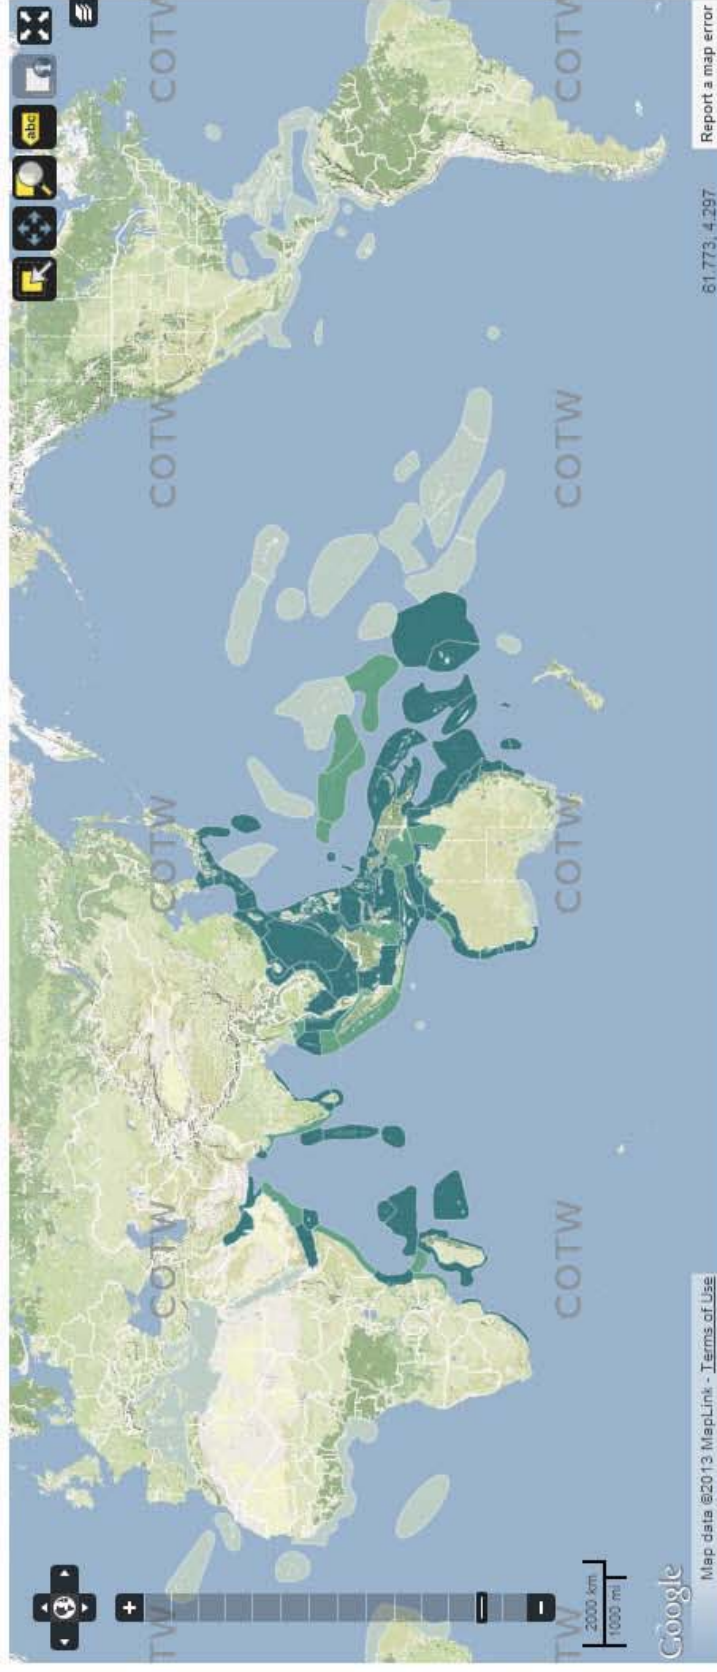 abc
COTW COTW COTW COTW
TW COTW COTW COTW COTW
2000 km
1000 mi
Google
Map data ©2013 MapLink - Terms of Use
61.773, 4.297
Report a map error